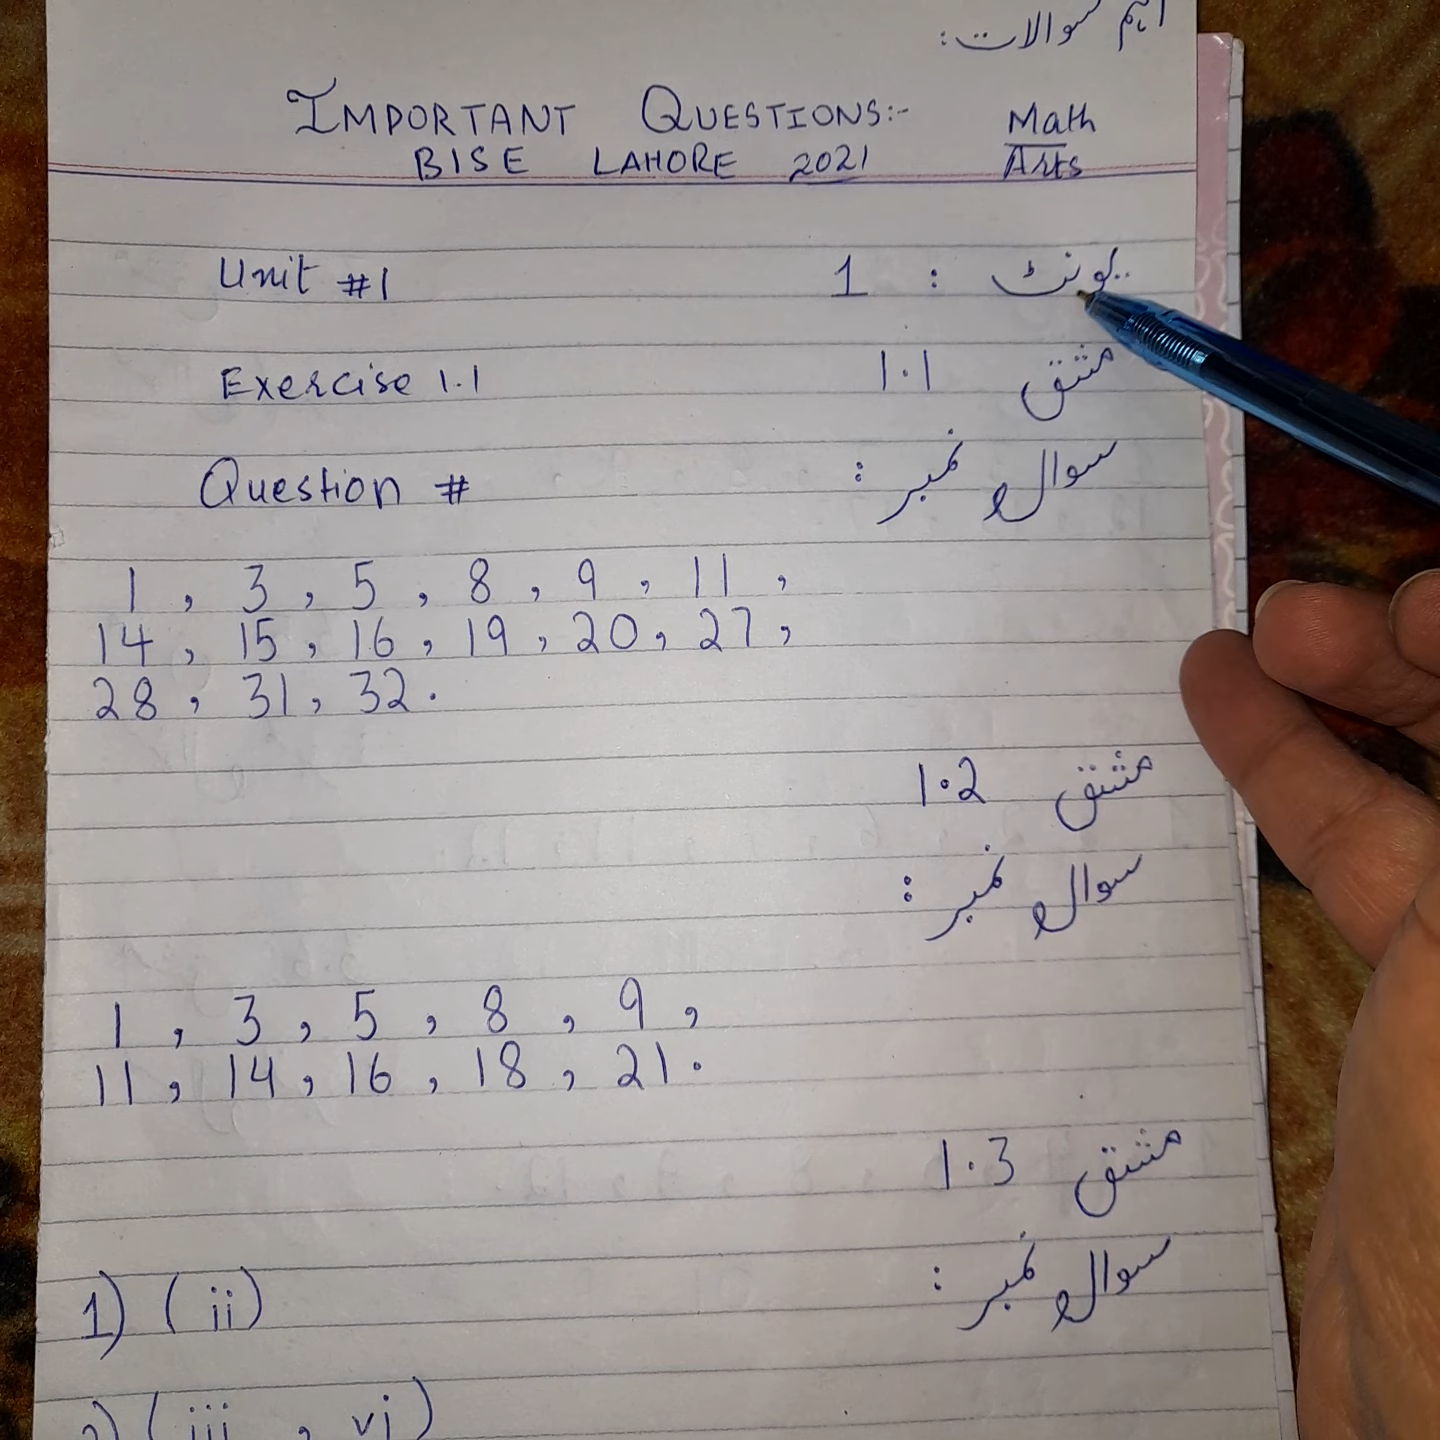 اہم سوالات:
IMPORTANT QUESTIONS:- Math
BISE LAHORE 2021 Arts
Unit #1 یونٹ : 1
Exercise 1.1 مشق 1.1
Question # سوال نمبر :
1 , 3 , 5 , 8 , 9 , 11 ,
14 , 15 , 16 , 19 , 20 , 27 ,
28 , 31 , 32 .
مشق 1.2
سوال نمبر :
1 , 3 , 5 , 8 , 9 ,
11 , 14 , 16 , 18 , 21 .
مشق 1.3
سوال نمبر :
1) (ii)
2) (iii , vi)